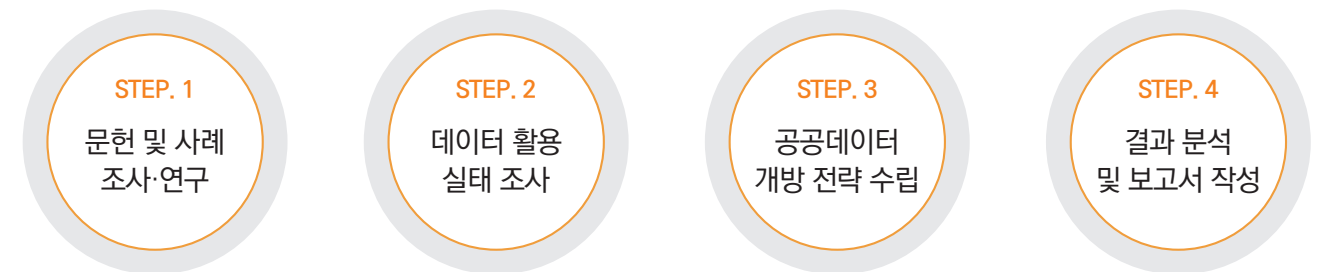 STEP. 1
문헌 및 사례
조사·연구
STEP. 2
데이터 활용
실태 조사
STEP. 3
공공데이터
개방 전략 수립
STEP. 4
결과 분석
및 보고서 작성